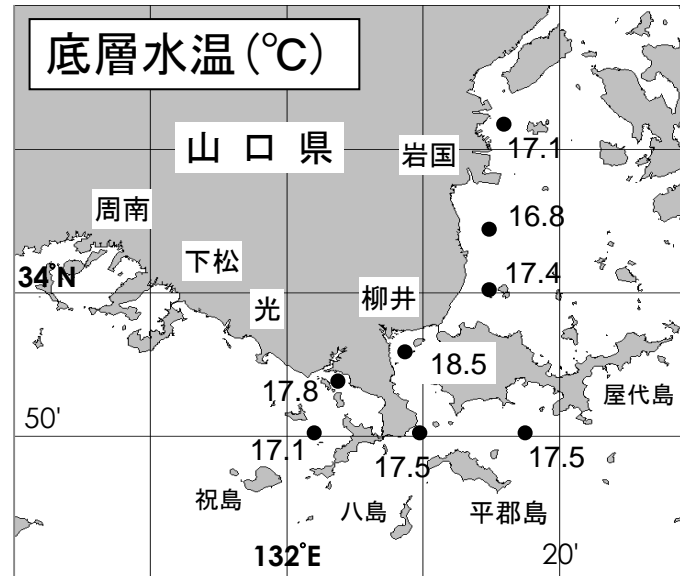 底層水温(℃)
山口県
岩国
17.1
周南
16.8
下松
34°N
17.4
光
柳井
18.5
17.8
屋代島
50'
17.1
17.5
17.5
祝島
八島
平郡島
132°E
20'